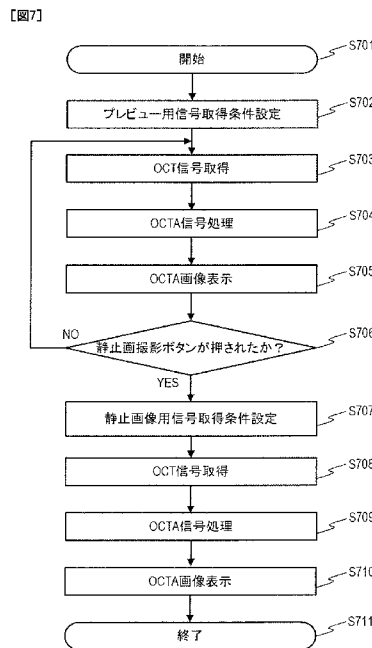 [図7]
開始
S701
プレビュー用信号取得条件設定
S702
OCT信号取得
S703
OCTA信号処理
S704
OCTA画像表示
S705
静止画撮影ボタンが押されたか？
S706
NO
YES
静止画像用信号取得条件設定
S707
OCT信号取得
S708
OCTA信号処理
S709
OCTA画像表示
S710
終了
S711